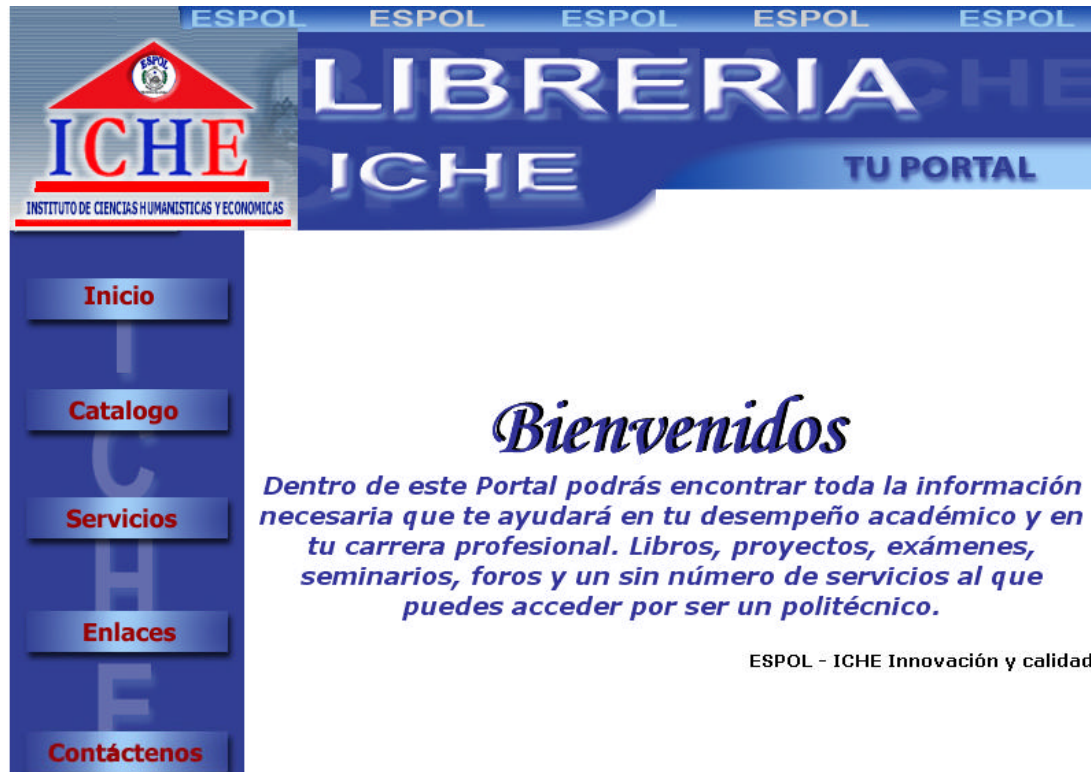 ESPOL ESPOL ESPOL ESPOL ESPOL
ESPOL
ICHE
INSTITUTO DE CIENCIAS HUMANISTICAS Y ECONOMICAS
LIBRERIA
ICHE
TU PORTAL
Inicio
Catalogo
Servicios
Enlaces
Contáctenos
I
C
H
E
Bienvenidos
Dentro de este Portal podrás encontrar toda la información
necesaria que te ayudará en tu desempeño académico y en
tu carrera profesional. Libros, proyectos, exámenes,
seminarios, foros y un sin número de servicios al que
puedes acceder por ser un politécnico.
ESPOL - ICHE Innovación y calidad